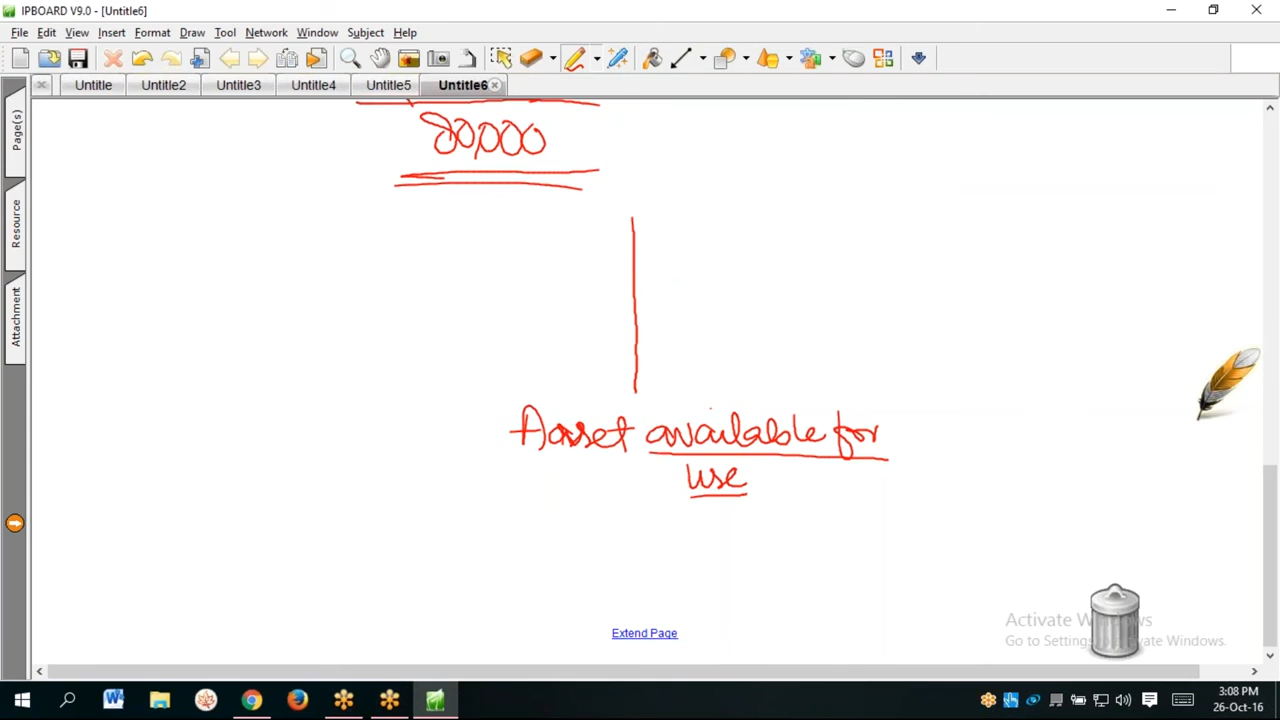 IPBOARD V9.0 - [Untitle6]
File Edit View Insert Format Draw Tool Network Window Subject Help
Untitle Untitle2 Untitle3 Untitle4 Untitle5 Untitle6
Page(s)
Resource
Attachment
80,000
Asset available for
use
Activate Windows
Go to Settings to activate Windows.
Extend Page
3:08 PM
26-Oct-16